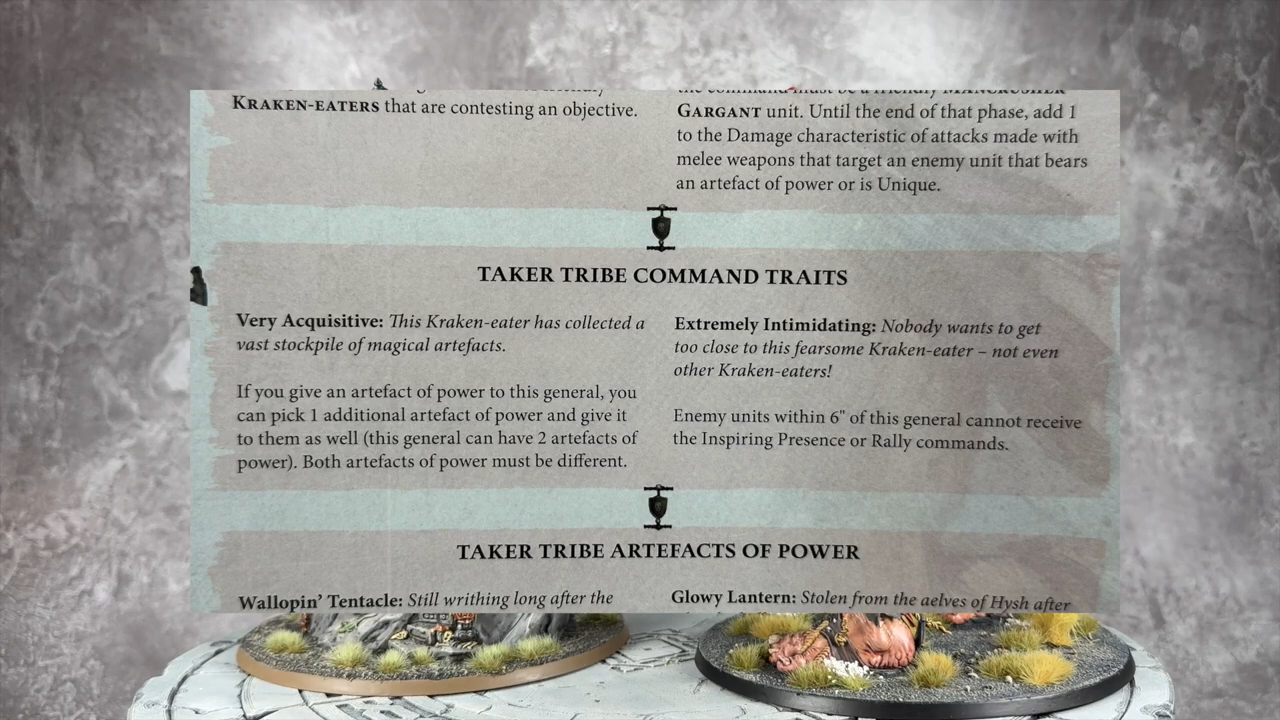 KRAKEN-EATERS that are contesting an objective.
the command must be a friendly MANCRUSHER
GARGANT unit. Until the end of that phase, add 1
to the Damage characteristic of attacks made with
melee weapons that target an enemy unit that bears
an artefact of power or is Unique.
TAKER TRIBE COMMAND TRAITS
Very Acquisitive: This Kraken-eater has collected a
vast stockpile of magical artefacts.
If you give an artefact of power to this general, you
can pick 1 additional artefact of power and give it
to them as well (this general can have 2 artefacts of
power). Both artefacts of power must be different.
Extremely Intimidating: Nobody wants to get
too close to this fearsome Kraken-eater – not even
other Kraken-eaters!
Enemy units within 6" of this general cannot receive
the Inspiring Presence or Rally commands.
TAKER TRIBE ARTEFACTS OF POWER
Wallopin’ Tentacle: Still writhing long after the
Glowy Lantern: Stolen from the aelves of Hysh after